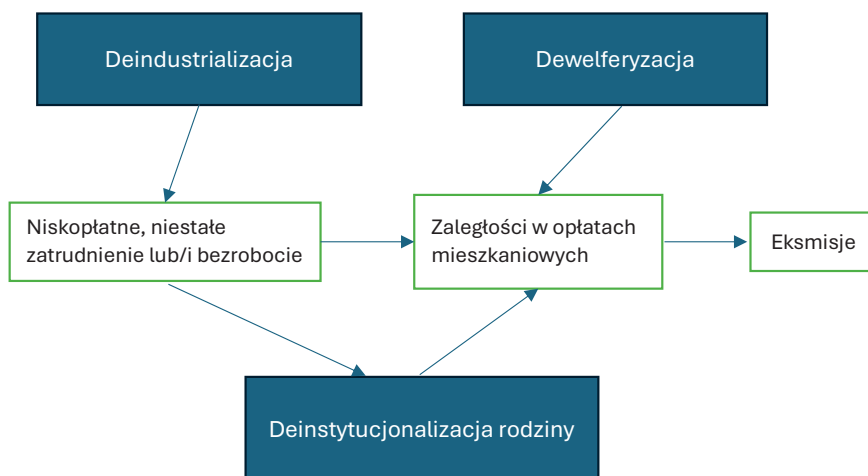 Deindustrializacja
Dewelferyzacja
Niskopłatne, niestałe
zatrudnienie lub/i bezrobocie
Zaległości w opłatach
mieszkaniowych
Eksmisje
Deinstytucjonalizacja rodziny